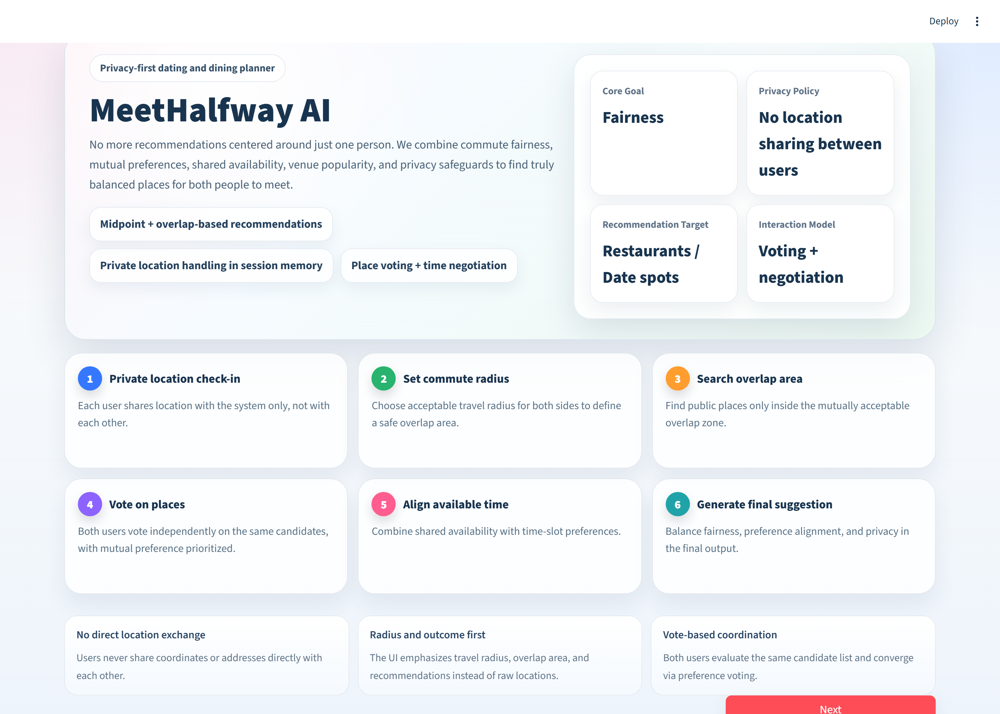 Deploy
Privacy-first dating and dining planner
MeetHalfway AI
No more recommendations centered around just one person. We combine commute fairness,
mutual preferences, shared availability, venue popularity, and privacy safeguards to find truly
balanced places for both people to meet.
Midpoint + overlap-based recommendations
Private location handling in session memory
Place voting + time negotiation
Core Goal
Fairness
Privacy Policy
No location
sharing between
users
Recommendation Target
Restaurants /
Date spots
Interaction Model
Voting +
negotiation
1
Private location check-in
Each user shares location with the system only, not with
each other.
2
Set commute radius
Choose acceptable travel radius for both sides to define
a safe overlap area.
3
Search overlap area
Find public places only inside the mutually acceptable
overlap zone.
4
Vote on places
Both users vote independently on the same candidates,
with mutual preference prioritized.
5
Align available time
Combine shared availability with time-slot preferences.
6
Generate final suggestion
Balance fairness, preference alignment, and privacy in
the final output.
No direct location exchange
Users never share coordinates or addresses directly with
each other.
Radius and outcome first
The UI emphasizes travel radius, overlap area, and
recommendations instead of raw locations.
Vote-based coordination
Both users evaluate the same candidate list and converge
via preference voting.
Next